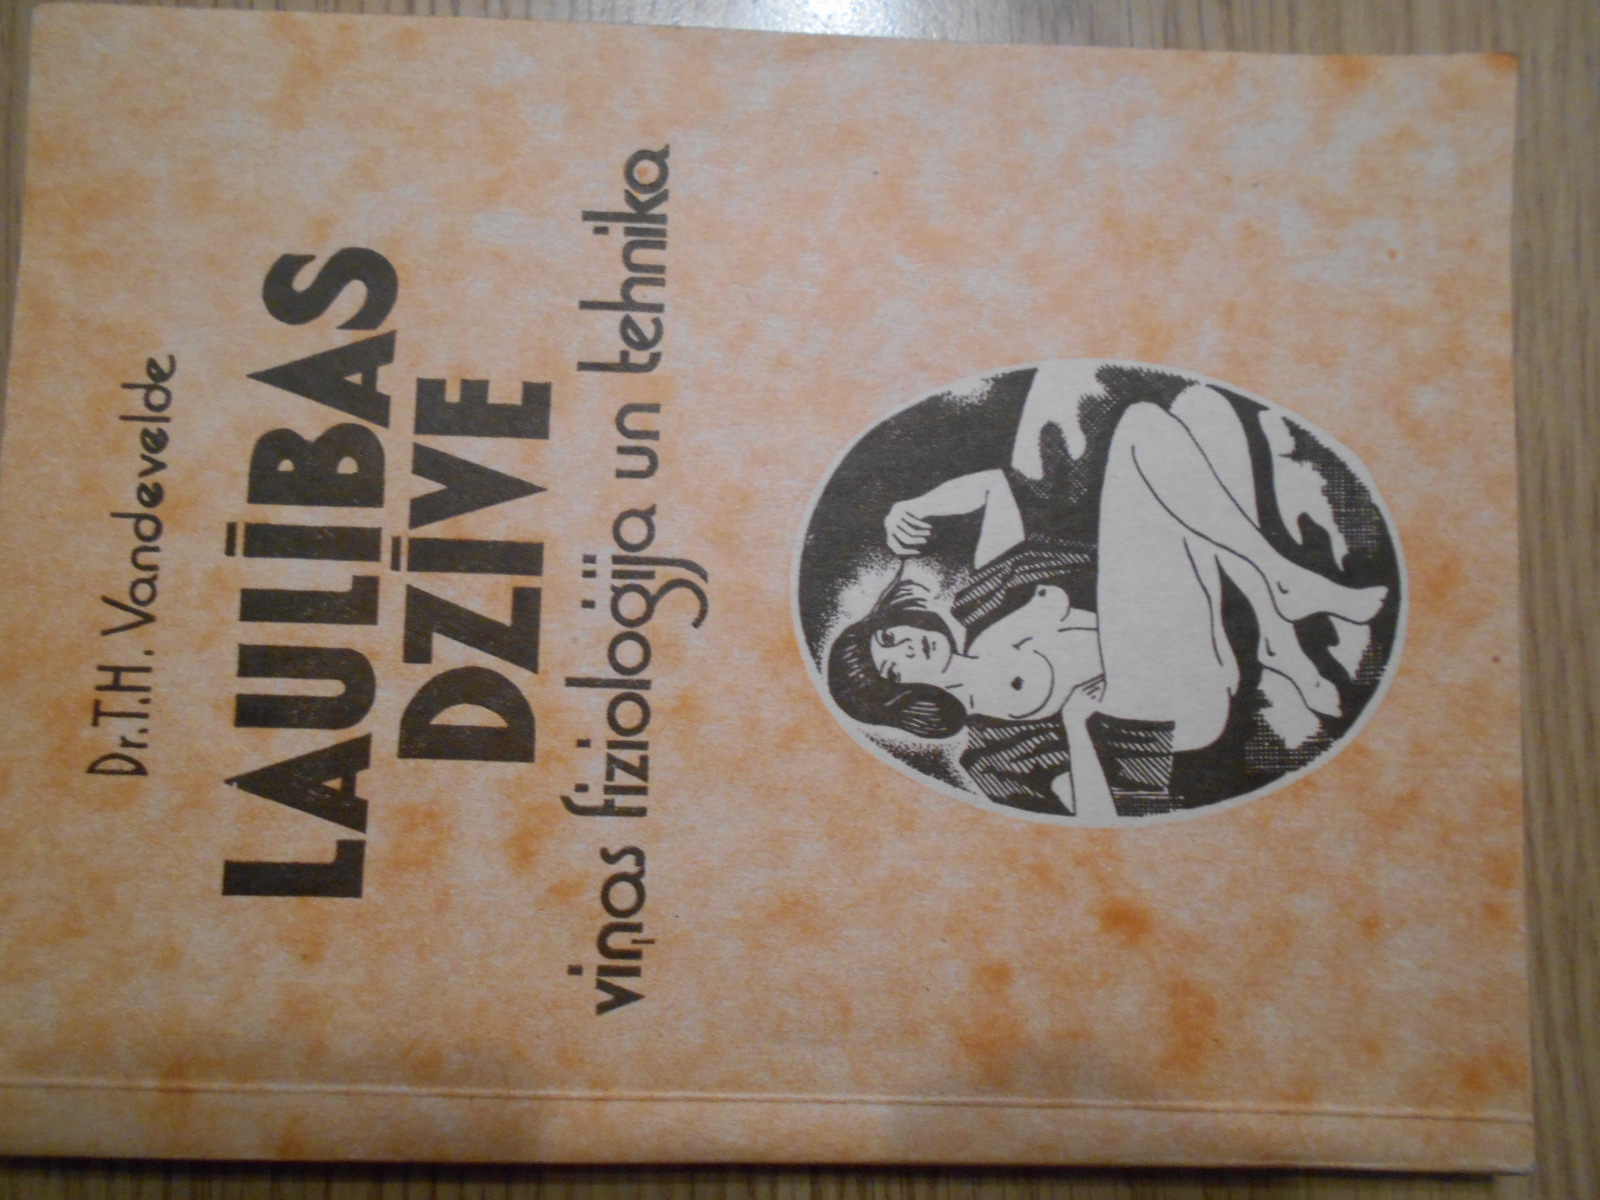 Dr.T.H. Vandevelde
LAULĪBAS
DZĪVE
viņas fizioloģija un tehnika